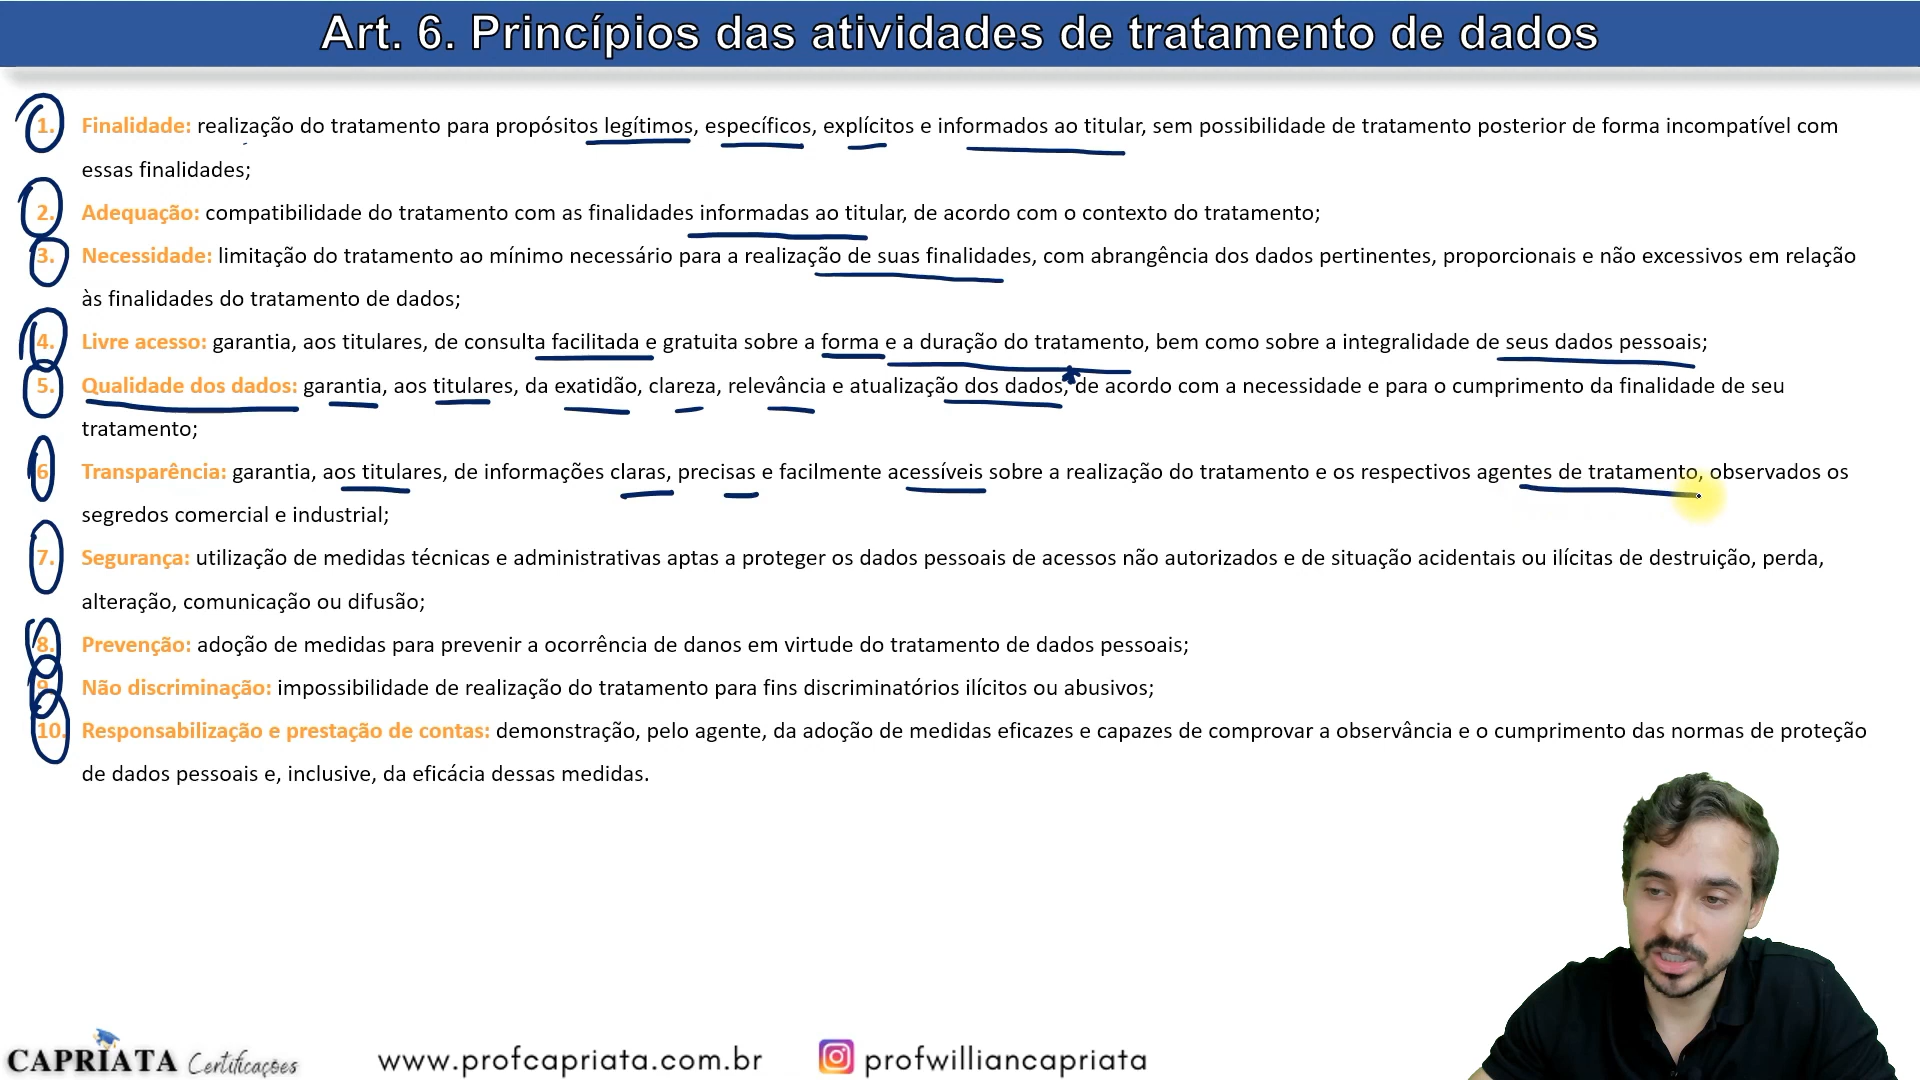 Art. 6. Princípios das atividades de tratamento de dados
1. Finalidade: realização do tratamento para propósitos legítimos, específicos, explícitos e informados ao titular, sem possibilidade de tratamento posterior de forma incompatível com
essas finalidades;
2. Adequação: compatibilidade do tratamento com as finalidades informadas ao titular, de acordo com o contexto do tratamento;
3. Necessidade: limitação do tratamento ao mínimo necessário para a realização de suas finalidades, com abrangência dos dados pertinentes, proporcionais e não excessivos em relação
às finalidades do tratamento de dados;
4. Livre acesso: garantia, aos titulares, de consulta facilitada e gratuita sobre a forma e a duração do tratamento, bem como sobre a integralidade de seus dados pessoais;
5. Qualidade dos dados: garantia, aos titulares, da exatidão, clareza, relevância e atualização dos dados, de acordo com a necessidade e para o cumprimento da finalidade de seu
tratamento;
6. Transparência: garantia, aos titulares, de informações claras, precisas e facilmente acessíveis sobre a realização do tratamento e os respectivos agentes de tratamento, observados os
segredos comercial e industrial;
7. Segurança: utilização de medidas técnicas e administrativas aptas a proteger os dados pessoais de acessos não autorizados e de situação acidentais ou ilícitas de destruição, perda,
alteração, comunicação ou difusão;
8. Prevenção: adoção de medidas para prevenir a ocorrência de danos em virtude do tratamento de dados pessoais;
9. Não discriminação: impossibilidade de realização do tratamento para fins discriminatórios ilícitos ou abusivos;
10. Responsabilização e prestação de contas: demonstração, pelo agente, da adoção de medidas eficazes e capazes de comprovar a observância e o cumprimento das normas de proteção
de dados pessoais e, inclusive, da eficácia dessas medidas.
CAPRIATA Certificações www.profcapriata.com.br profwilliancapriata